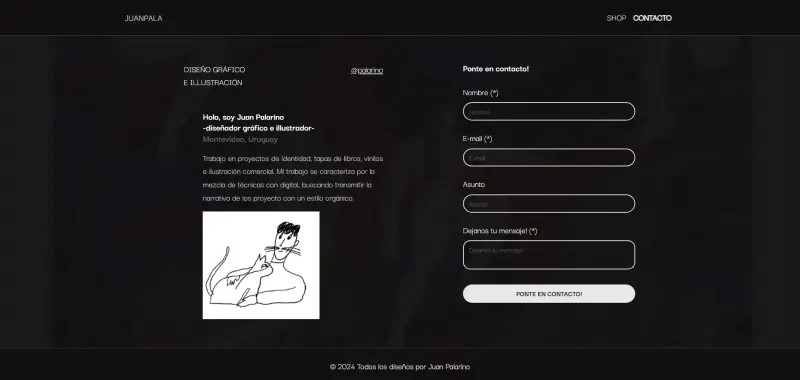 JUANPALA
SHOP CONTACTO
DISEÑO GRÁFICO
E ILUSTRACIÓN
@palarino
Hola, soy Juan Palarino
-diseñador gráfico e illustrador-
Montevideo, Uruguay
Trabajo en proyectos de identidad, tapas de libros, vinilos
e ilustración comercial. Mi trabajo se caracteriza por la
mezcla de técnicas con digital, buscando transmitir la
narrativa de los proyecto con un estilo orgánico.
Ponte en contacto!
Nombre (*)
Nombre
E-mail (*)
E-mail
Asunto
Asunto
Dejanos tu mensaje! (*)
Dejanos tu mensaje!
PONTE EN CONTACTO!
© 2024 Todos los diseños por Juan Palarino